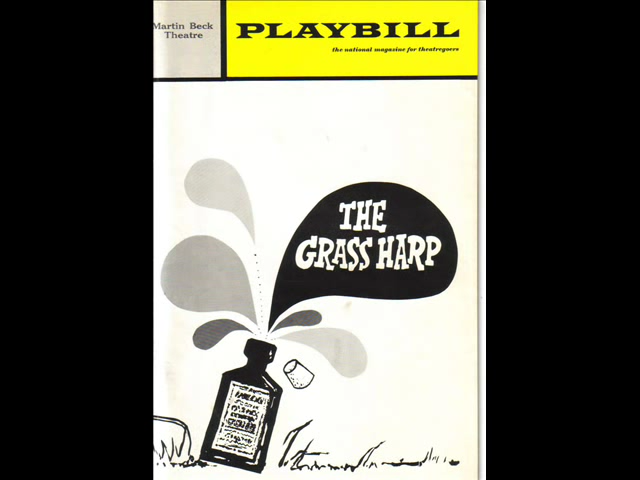 Martin Beck
Theatre
PLAYBILL
the national magazine for theatregoers
THE
GRASS HARP